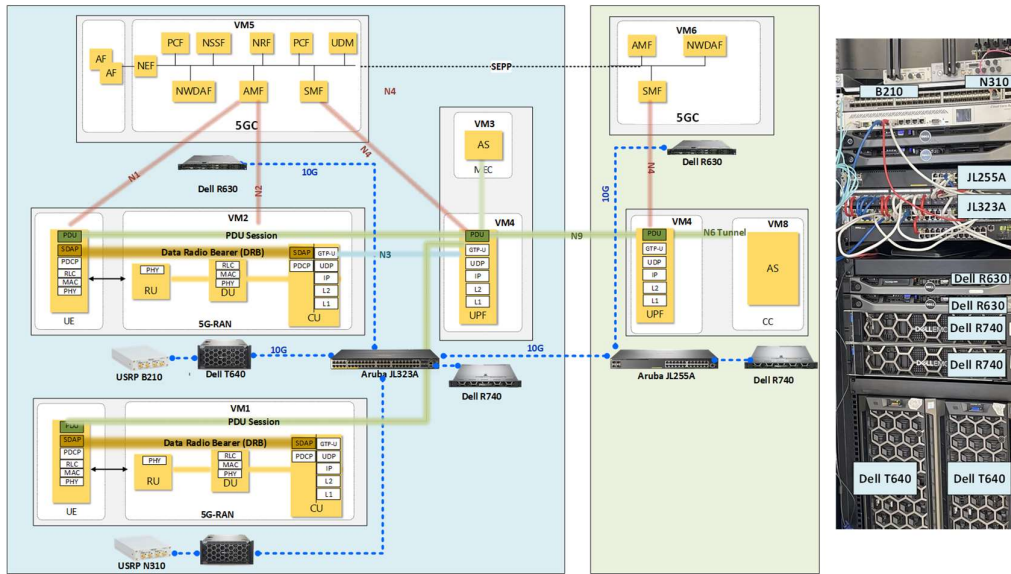 VM5
PCF
NSSF
NRF
PCF
UDM
AF
AF
NEF
NWDAF
AMF
SMF
5GC
SEPP
VM6
AMF
NWDAF
SMF
5GC
N4
N1
N2
N4
N4
10G
Dell R630
VM3
AS
MEC
10G
Dell R630
VM2
PDU
PDU Session
SDAP
Data Radio Bearer (DRB)
PDCP
RLC
MAC
PHY
UE
PHY
RU
RLC
MAC
PHY
DU
GTP-U
PDCP
UDP
IP
L2
L1
CU
5G-RAN
N3
VM4
PDU
GTP-U
UDP
IP
L2
L1
UPF
N9
VM4
PDU
GTP-U
UDP
IP
L2
L1
UPF
N6 Tunnel
VM8
AS
CC
USRP B210
Dell T640
10G
Aruba JL323A
Dell R740
10G
Aruba JL255A
Dell R740
VM1
PDU
PDU Session
SDAP
Data Radio Bearer (DRB)
SDAP
PDCP
RLC
MAC
PHY
UE
PHY
RU
RLC
MAC
PHY
DU
GTP-U
PDCP
UDP
IP
L2
L1
CU
5G-RAN
USRP N310
N310
B210
JL255A
JL323A
Dell R630
Dell R630
Dell R740
Dell R740
Dell T640
Dell T640